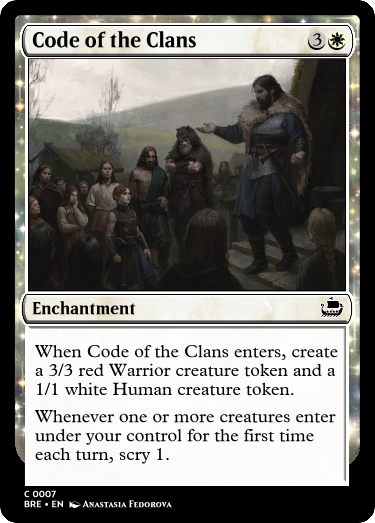 Code of the Clans 3
Enchantment
When Code of the Clans enters, create
a 3/3 red Warrior creature token and a
1/1 white Human creature token.
Whenever one or more creatures enter
under your control for the first time
each turn, scry 1.
C 0007
BRE • EN Anastasia Fedorova